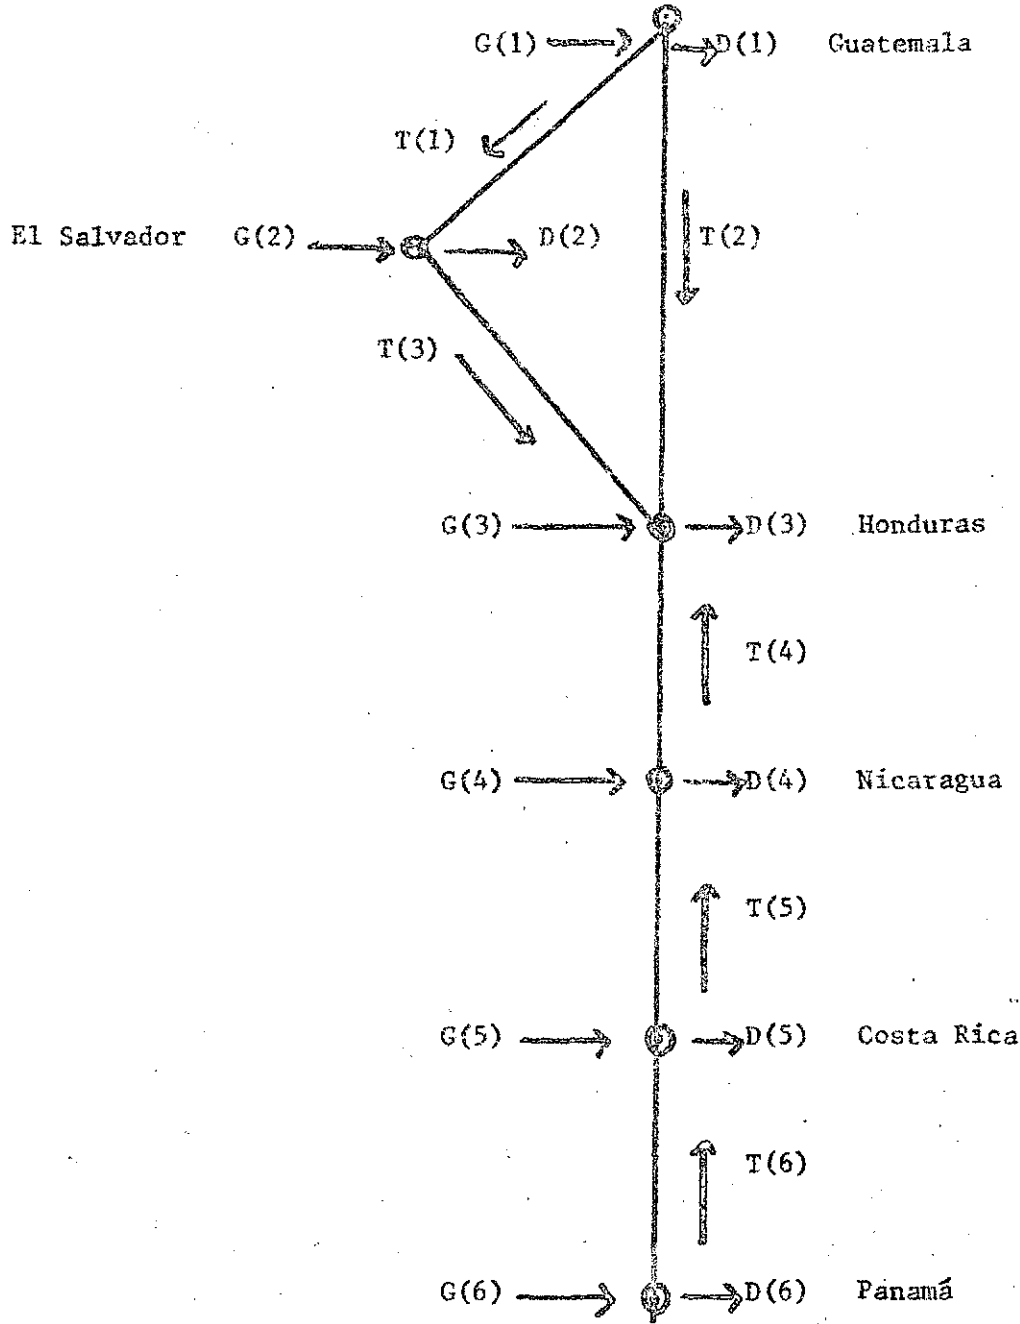 G(1) D(1) Guatemala
T(1)
El Salvador G(2) D(2) T(2)
T(3)
G(3) D(3) Honduras
T(4)
G(4) D(4) Nicaragua
T(5)
G(5) D(5) Costa Rica
T(6)
G(6) D(6) Panamá